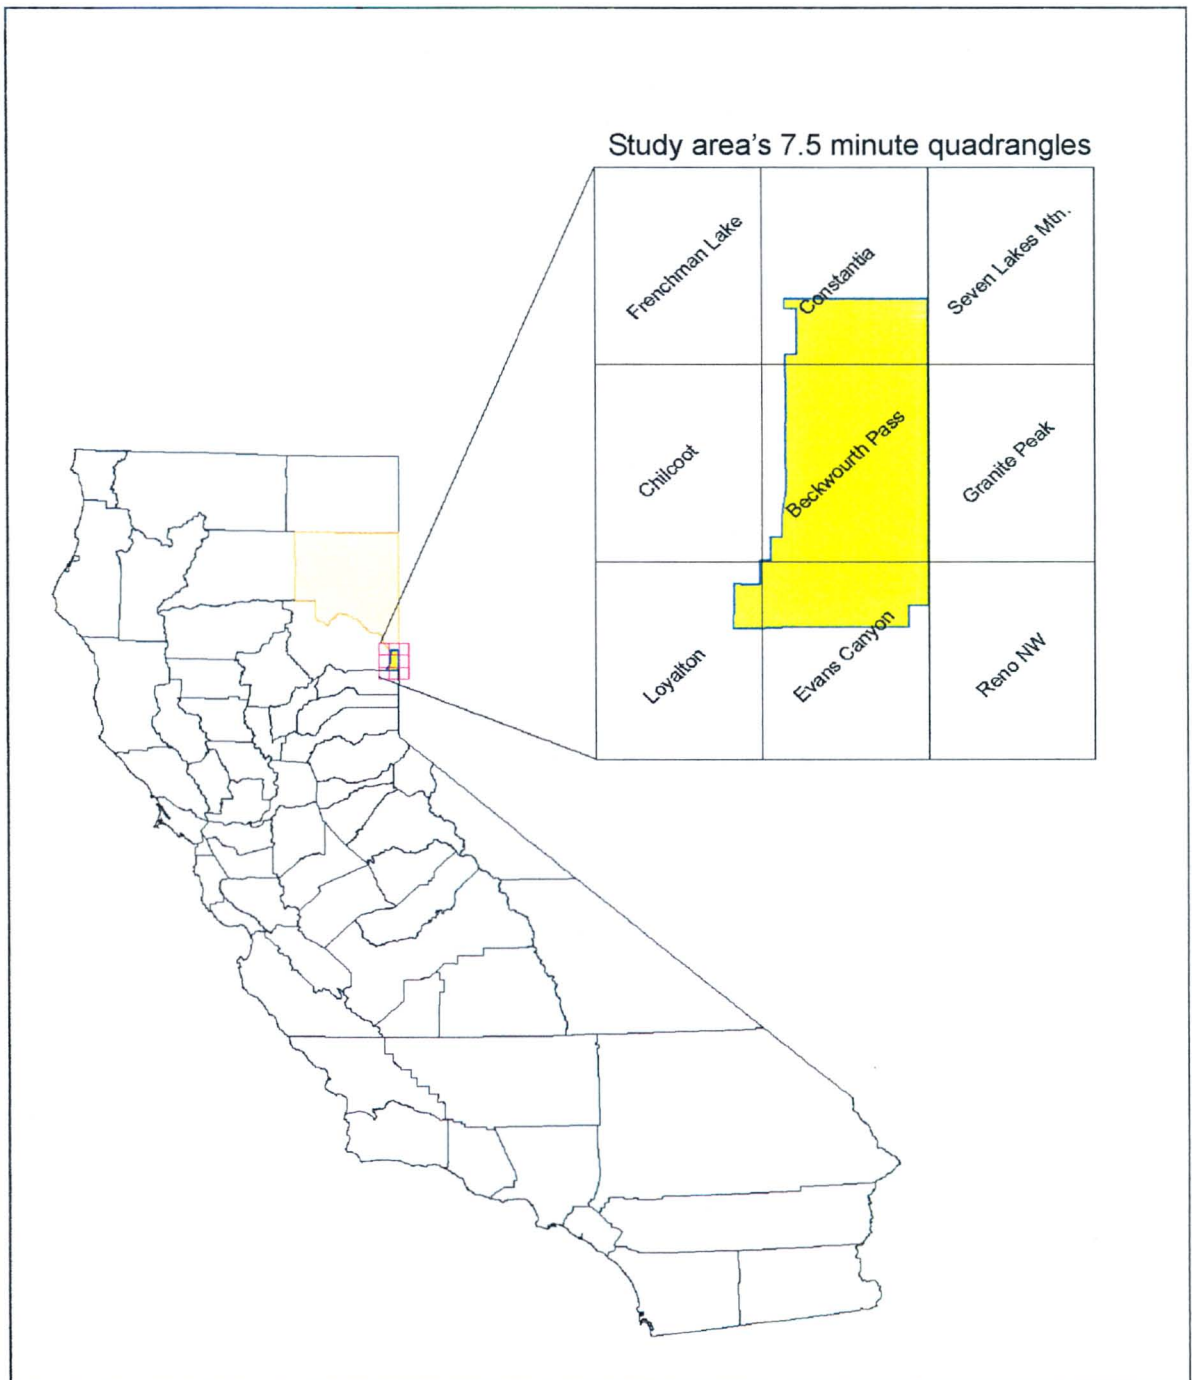 Study area's 7.5 minute quadrangles
Frenchman Lake
Constantia
Seven Lakes Mtn.
Chilcoot
Beckwourth Pass
Granite Peak
Loyalton
Evans Canyon
Reno NW